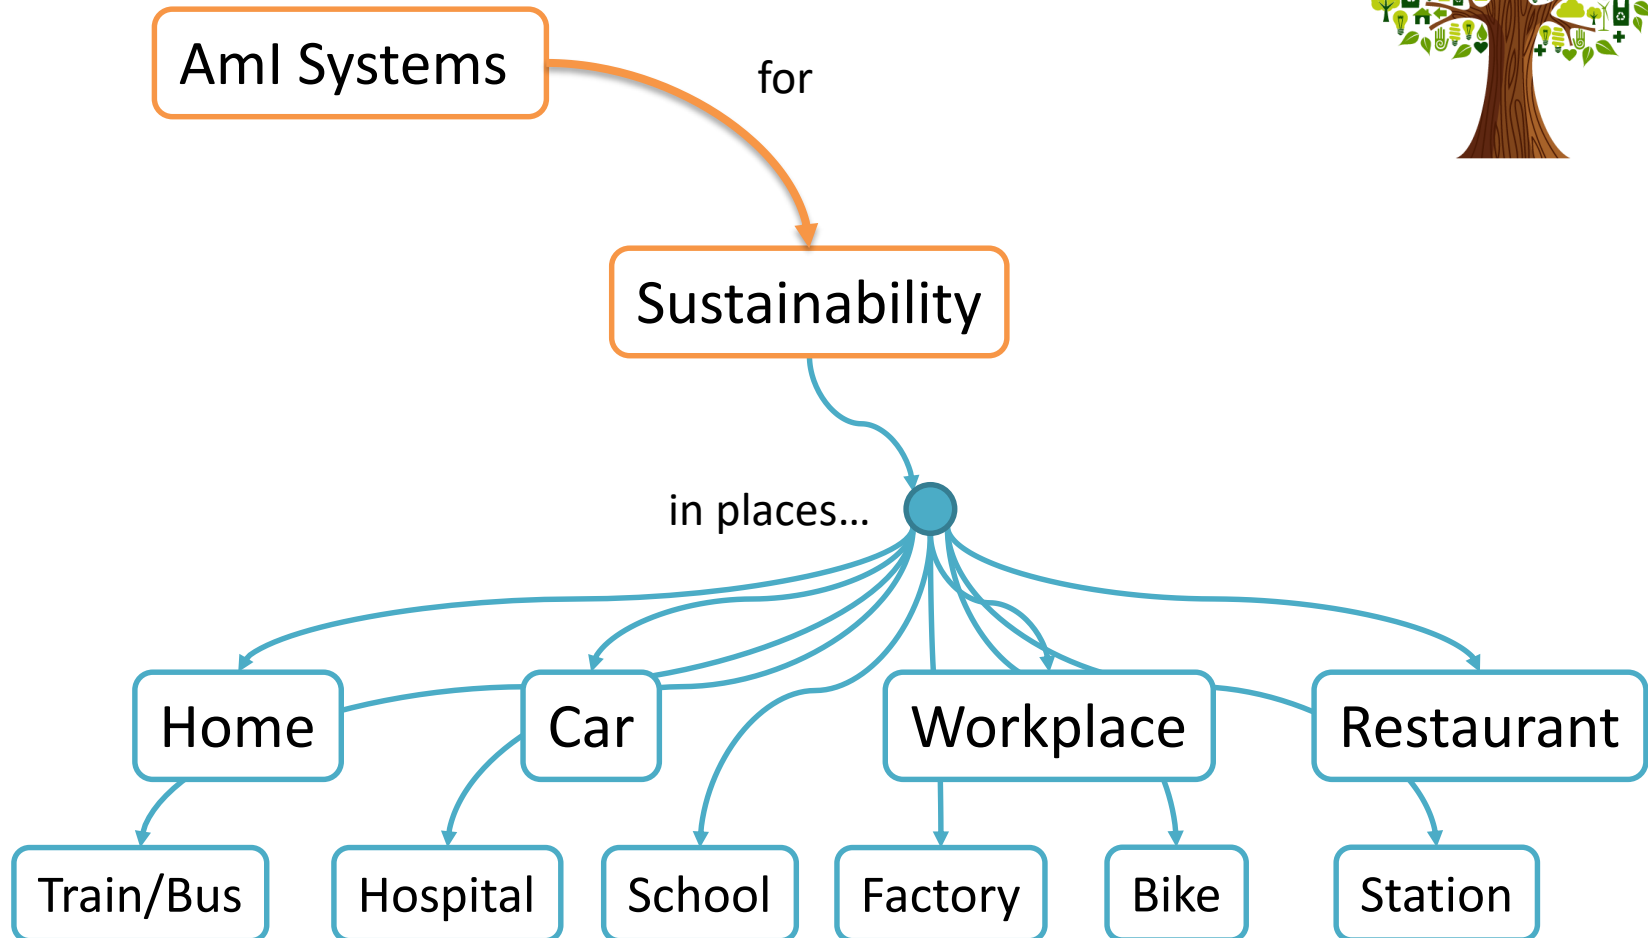 AmI Systems
for
Sustainability
in places...
Home
Car
Workplace
Restaurant
Train/Bus
Hospital
School
Factory
Bike
Station